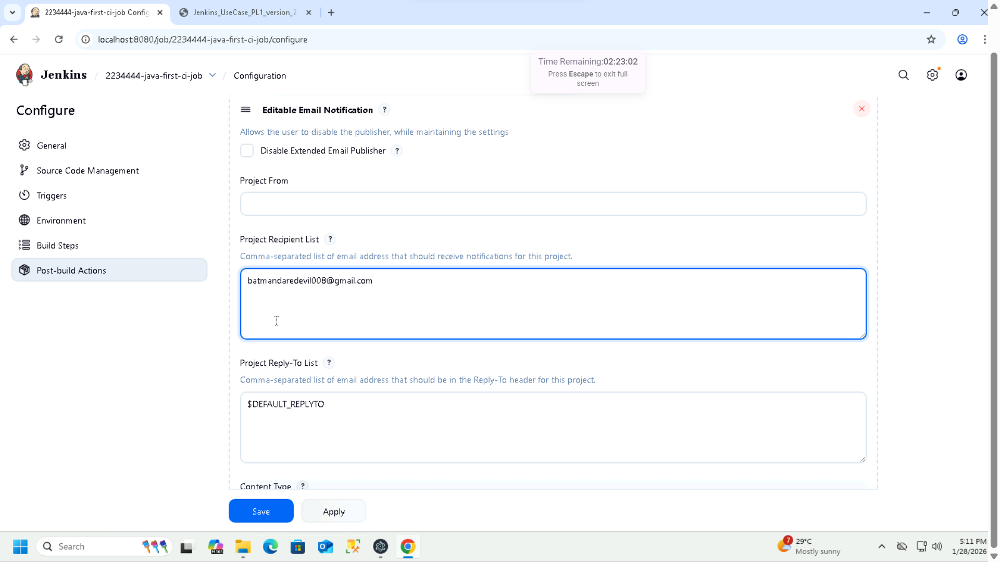 2234444-java-first-ci-job Config
Jenkins_UseCase_PL1_version_2
localhost:8080/job/2234444-java-first-ci-job/configure
Time Remaining:02:23:02
Press Escape to exit full
screen
Jenkins / 2234444-java-first-ci-job / Configuration
Configure
General
Source Code Management
Triggers
Environment
Build Steps
Post-build Actions
Editable Email Notification ?
Allows the user to disable the publisher, while maintaining the settings
Disable Extended Email Publisher ?
Project From
Project Recipient List ?
Comma-separated list of email address that should receive notifications for this project.
batmandaredevil008@gmail.com
Project Reply-To List ?
Comma-separated list of email address that should be in the Reply-To header for this project.
$DEFAULT_REPLYTO
Content Type ?
Save
Apply
Search
M365
7
29°C
Mostly sunny
5:11 PM
1/28/2026